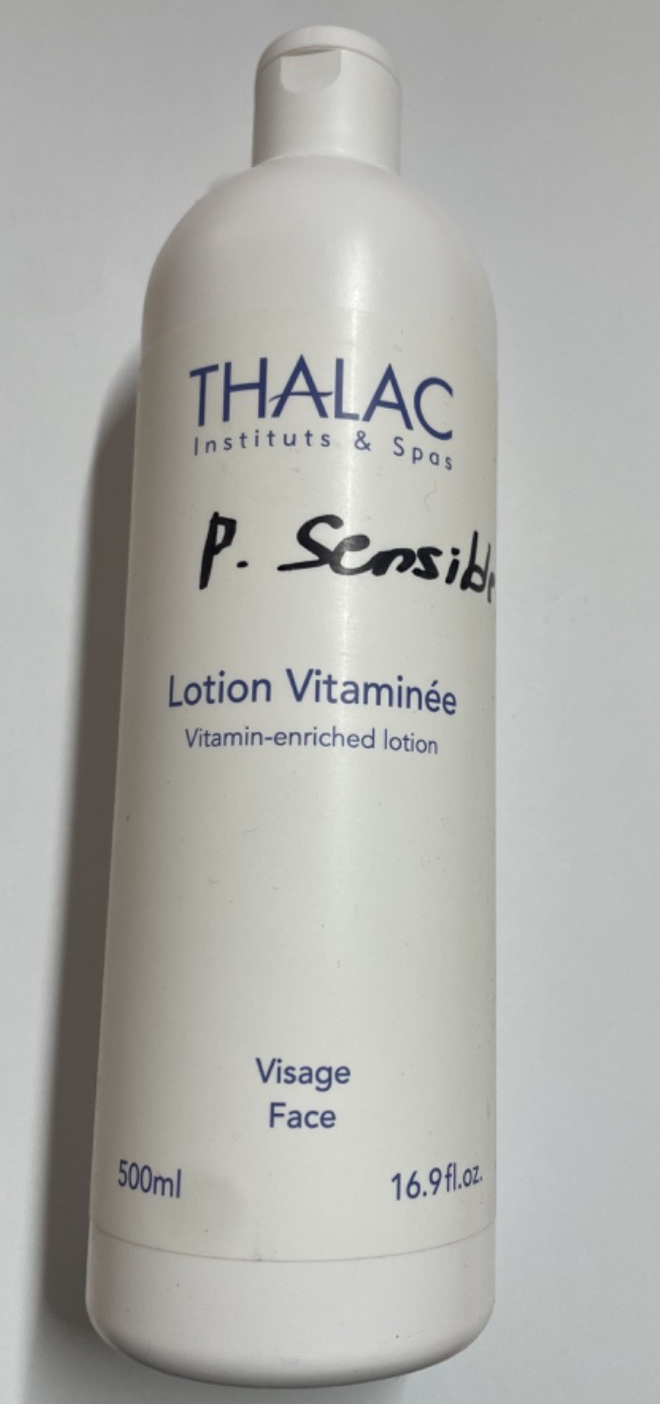 THALAC
Instituts & Spas
P. Sensible
Lotion Vitaminée
Vitamin-enriched lotion
Visage
Face
500ml 16.9fl.oz.